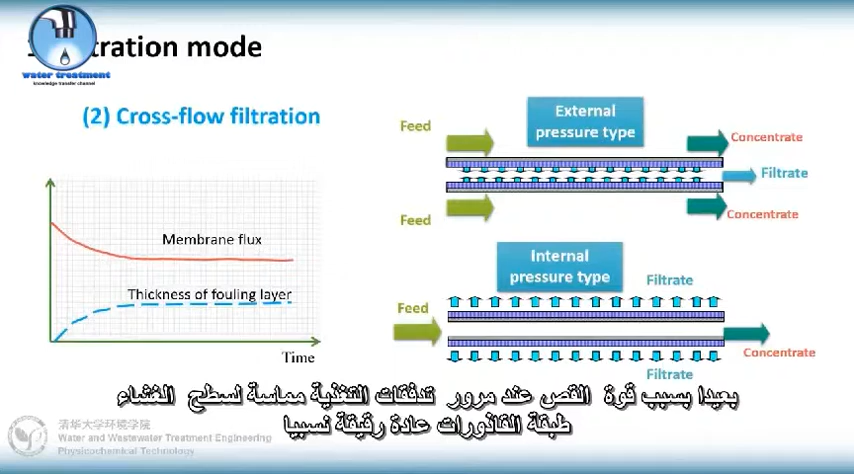 tration mode
water treatment
knowledge transfer channel
(2) Cross-flow filtration
External
pressure type
Feed
Concentrate
Filtrate
Feed
Concentrate
Membrane flux
Thickness of fouling layer
Time
Internal
pressure type
Filtrate
Feed
Concentrate
Filtrate
بعيدا بسبب قوة القص عند مرور تدفقات التغذية مماسة لسطح الغشاء
طبقة القاذورات عادة رقيقة نسبيا
清华大学环境学院
Water and Wastewater Treatment Engineering
Physicochemical Technology